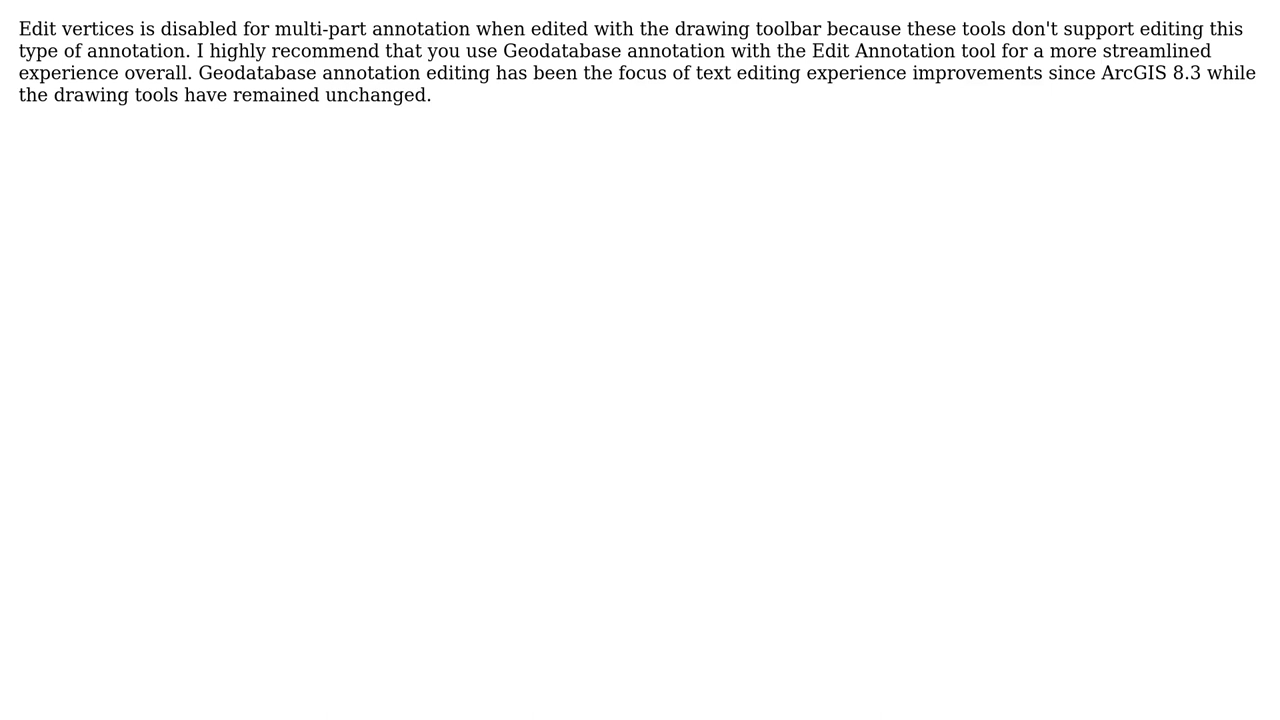 Edit vertices is disabled for multi-part annotation when edited with the drawing toolbar because these tools don't support editing this
type of annotation. I highly recommend that you use Geodatabase annotation with the Edit Annotation tool for a more streamlined
experience overall. Geodatabase annotation editing has been the focus of text editing experience improvements since ArcGIS 8.3 while
the drawing tools have remained unchanged.